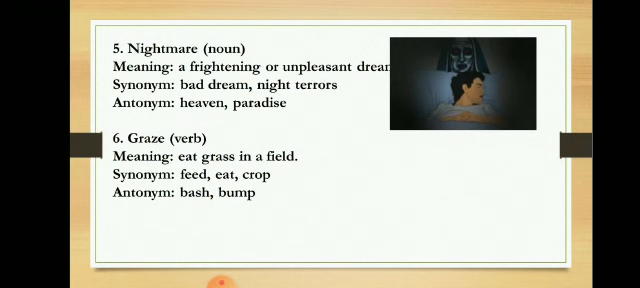 5. Nightmare (noun)
Meaning: a frightening or unpleasant drea
Synonym: bad dream, night terrors
Antonym: heaven, paradise
6. Graze (verb)
Meaning: eat grass in a field.
Synonym: feed, eat, crop
Antonym: bash, bump